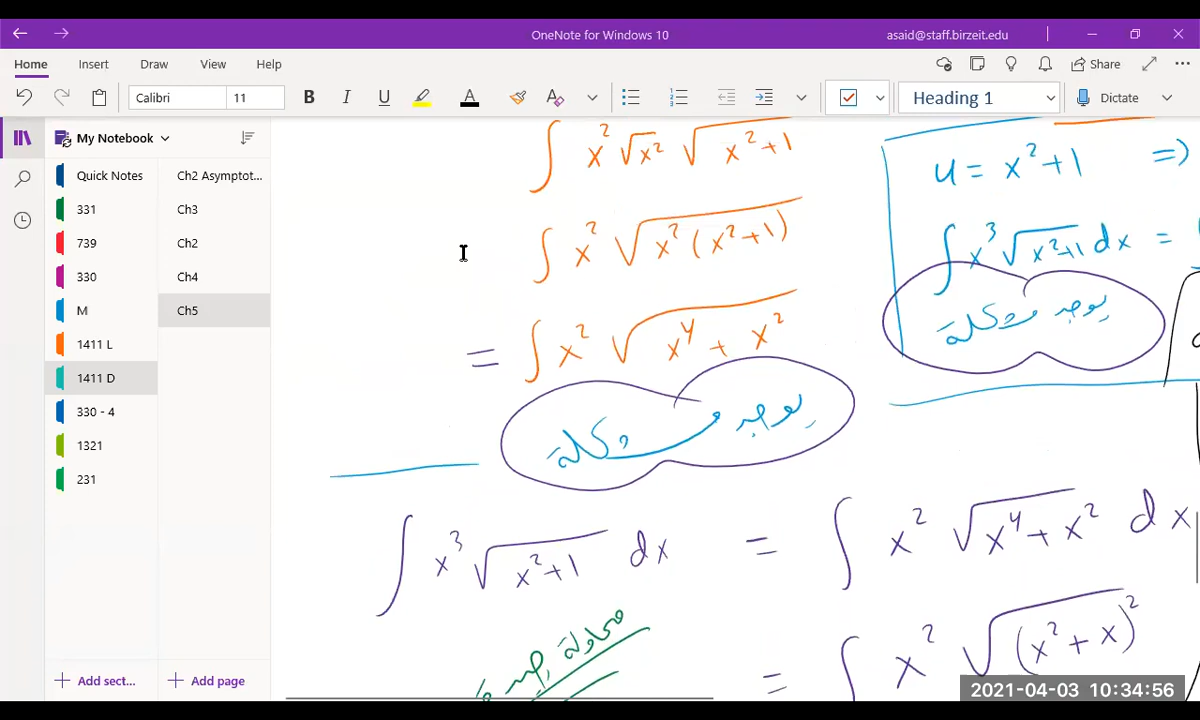 OneNote for Windows 10
asaid@staff.birzeit.edu
Home Insert Draw View Help
Share
Calibri 11 B I U A Heading 1 Dictate
My Notebook
Quick Notes
331
739
330
M
1411 L
1411 D
330 - 4
1321
231
Add sect...
Ch2 Asymptot...
Ch3
Ch2
Ch4
Ch5
Add page
∫ x² √x² √(x²+1)
∫ x² √(x²(x²+1))
= ∫ x² √(x⁴ + x²)
يوجد مشكلة
u = x² + 1 =>
∫ x³ √(x²+1) dx =
يوجد مشكلة
∫ x³ √(x²+1) dx = ∫ x² √(x⁴ + x²) dx
= ∫ x² √(x² + x)²
محاولة
2021-04-03 10:34:56